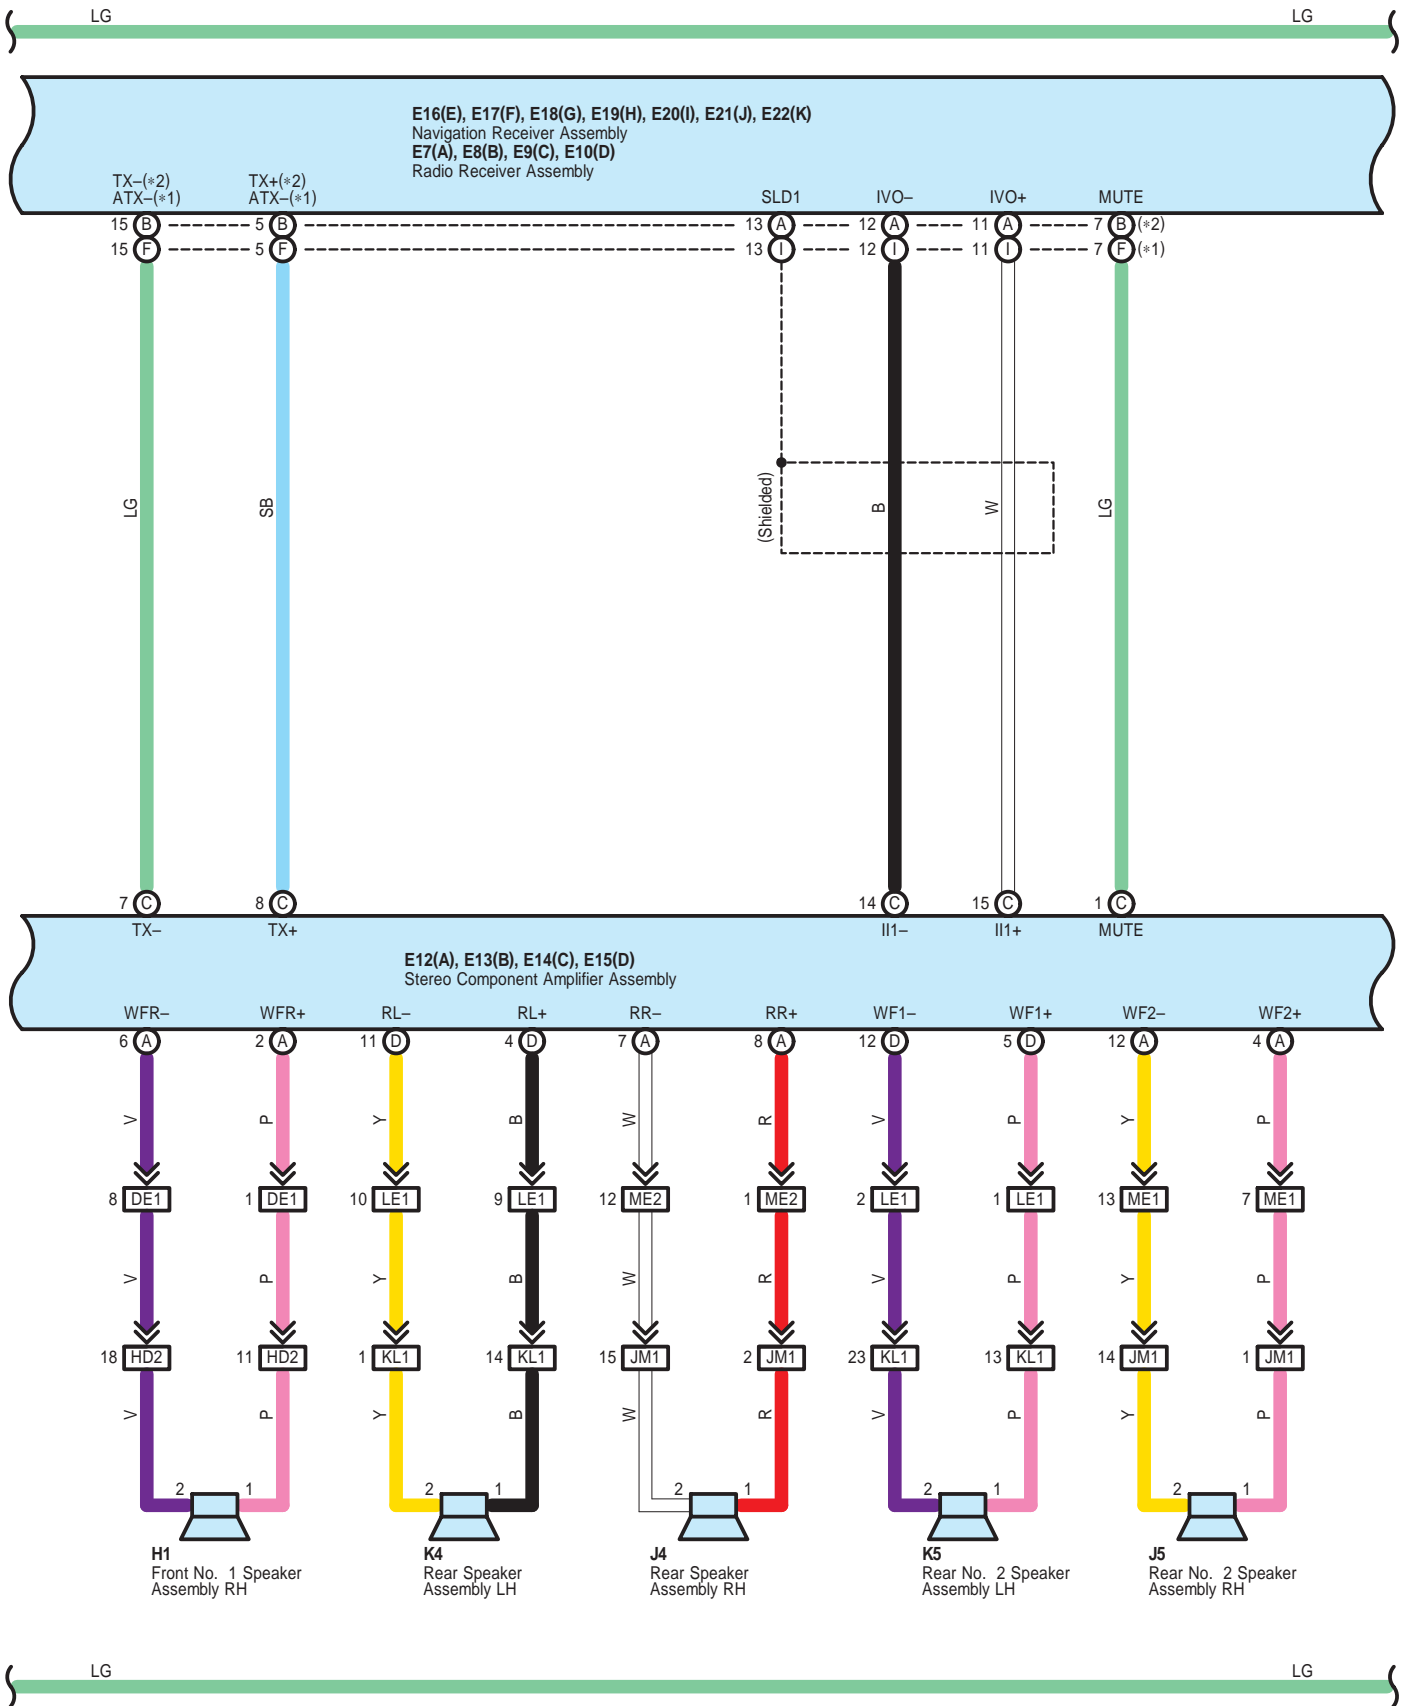 LG LG
E16(E), E17(F), E18(G), E19(H), E20(I), E21(J), E22(K)
Navigation Receiver Assembly
E7(A), E8(B), E9(C), E10(D)
Radio Receiver Assembly
TX–(*2) TX+(*2)
ATX–(*1) ATX–(*1) SLD1 IVO– IVO+ MUTE
15 B 5 B 13 A 12 A 11 A 7 B (*2)
15 F 5 F 13 I 12 I 11 I 7 F (*1)
LG SB (Shielded) B W LG
7 C 8 C 14 C 15 C 1 C
TX– TX+ II1– II1+ MUTE
E12(A), E13(B), E14(C), E15(D)
Stereo Component Amplifier Assembly
WFR– WFR+ RL– RL+ RR– RR+ WF1– WF1+ WF2– WF2+
6 A 2 A 11 D 4 D 7 A 8 A 12 D 5 D 12 A 4 A
V P Y B W R V P Y P
8 DE1 1 DE1 10 LE1 9 LE1 12 ME2 1 ME2 2 LE1 1 LE1 13 ME1 7 ME1
V P Y B W R V P Y P
18 HD2 11 HD2 1 KL1 14 KL1 15 JM1 2 JM1 23 KL1 13 KL1 14 JM1 1 JM1
V P Y B W R V P Y P
2 1 2 1 2 1 2 1 2 1
H1 K4 J4 K5 J5
Front No. 1 Speaker Rear Speaker Rear Speaker Rear No. 2 Speaker Rear No. 2 Speaker
Assembly RH Assembly LH Assembly RH Assembly LH Assembly RH
LG LG